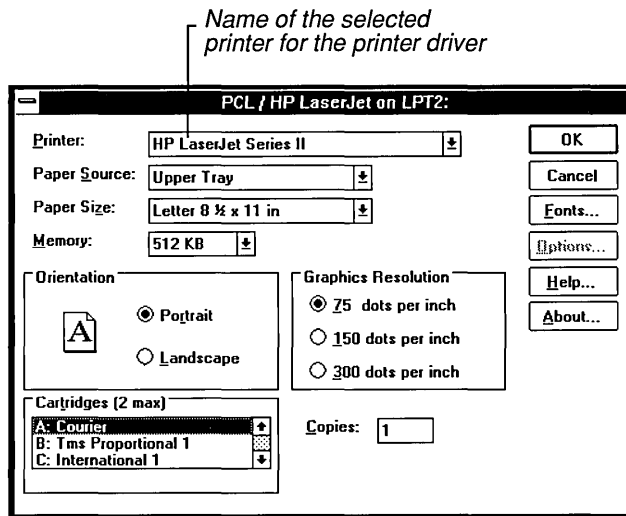 Name of the selected
printer for the printer driver
PCL / HP LaserJet on LPT2:
Printer: HP LaserJet Series II
OK
Paper Source: Upper Tray
Cancel
Paper Size: Letter 8 ½ x 11 in
Fonts...
Memory: 512 KB
Options...
Orientation
Graphics Resolution
Help...
A
Portrait
75 dots per inch
About...
150 dots per inch
Landscape
300 dots per inch
Cartridges (2 max)
A: Courier
Copies: 1
B: Tms Proportional 1
C: International 1